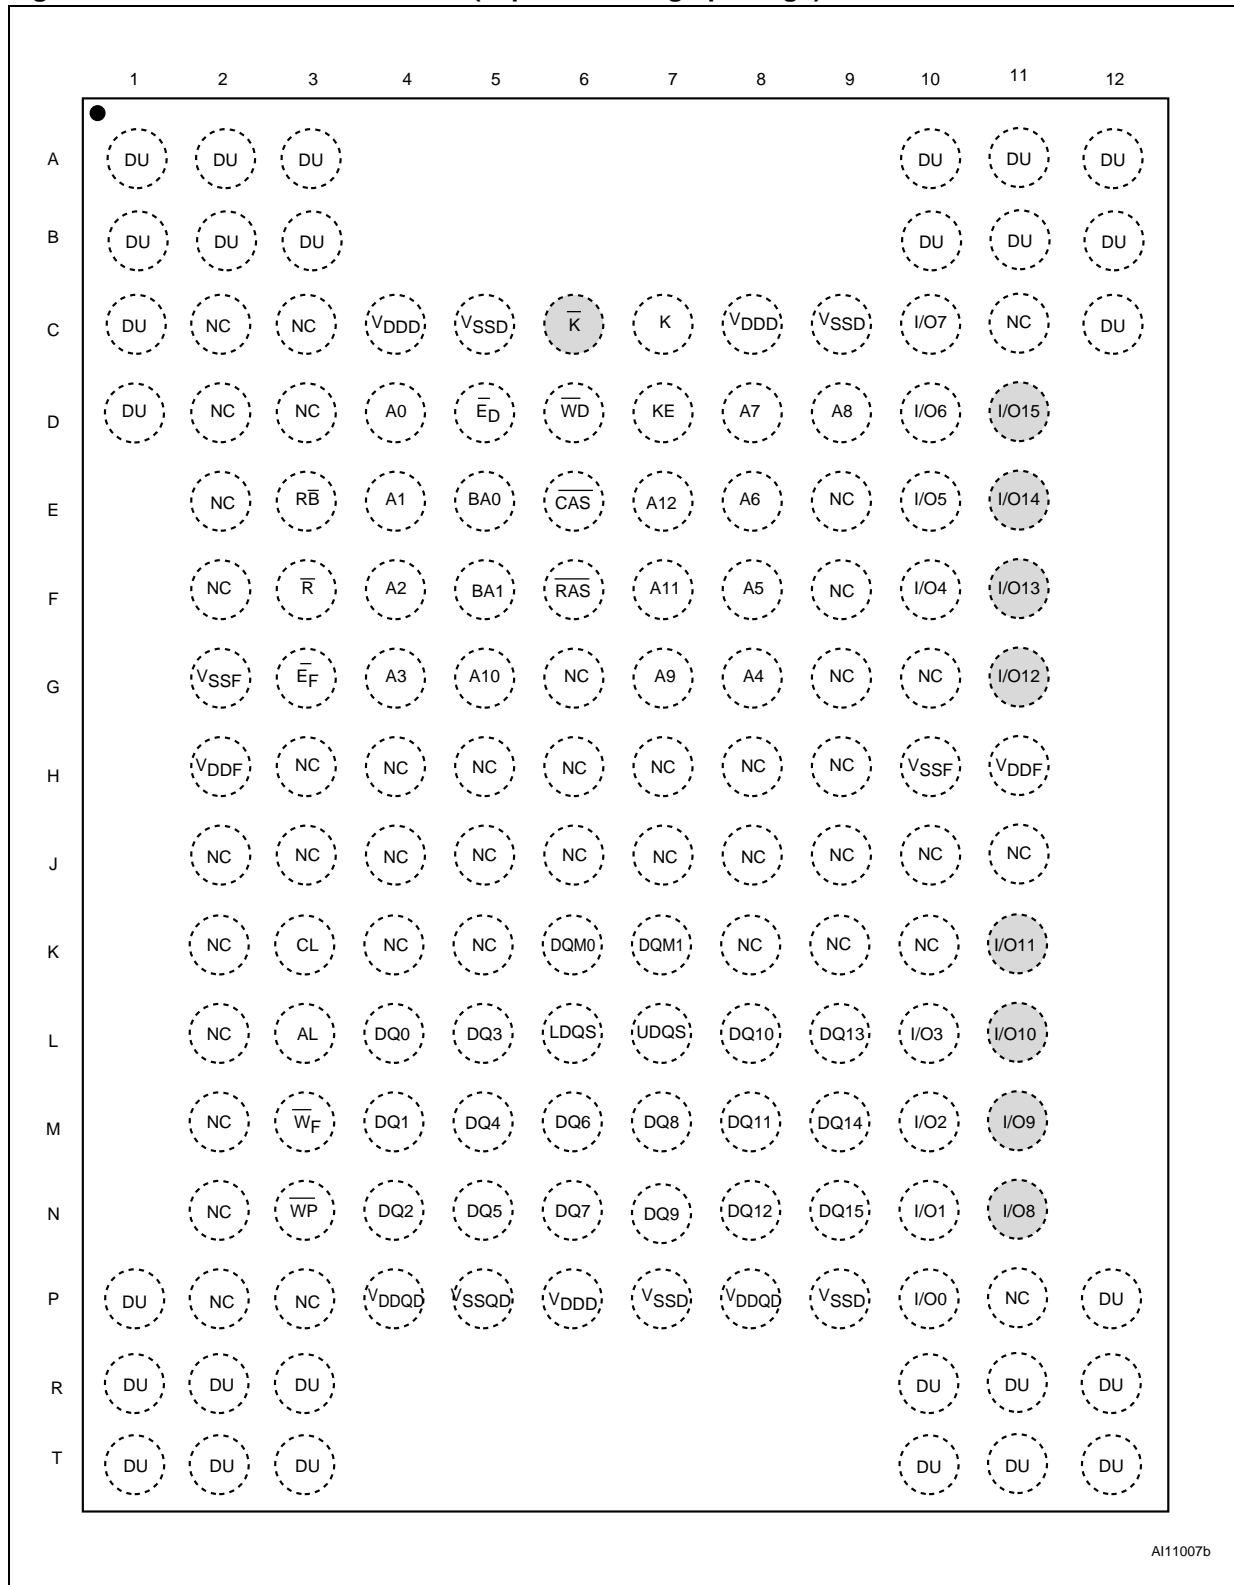 1 2 3 4 5 6 7 8 9 10 11 12
A DU DU DU DU DU DU
B DU DU DU DU DU DU
C DU NC NC VDDD VSSD K̅ K VDDD VSSD I/O7 NC DU
D DU NC NC A0 E̅D W̅D̅ KE A7 A8 I/O6 I/O15
E NC RB̅ A1 BA0 C̅A̅S̅ A12 A6 NC I/O5 I/O14
F NC R̅ A2 BA1 R̅A̅S̅ A11 A5 NC I/O4 I/O13
G VSSF E̅F A3 A10 NC A9 A4 NC NC I/O12
H VDDF NC NC NC NC NC NC NC VSSF VDDF
J NC NC NC NC NC NC NC NC NC NC
K NC CL NC NC DQM0 DQM1 NC NC NC I/O11
L NC AL DQ0 DQ3 LDQS UDQS DQ10 DQ13 I/O3 I/O10
M NC W̅F DQ1 DQ4 DQ6 DQ8 DQ11 DQ14 I/O2 I/O9
N NC W̅P̅ DQ2 DQ5 DQ7 DQ9 DQ12 DQ15 I/O1 I/O8
P DU NC NC VDDQD VSSQD VDDD VSSD VDDQD VSSD I/O0 NC DU
R DU DU DU DU DU DU
T DU DU DU DU DU DU
AI11007b